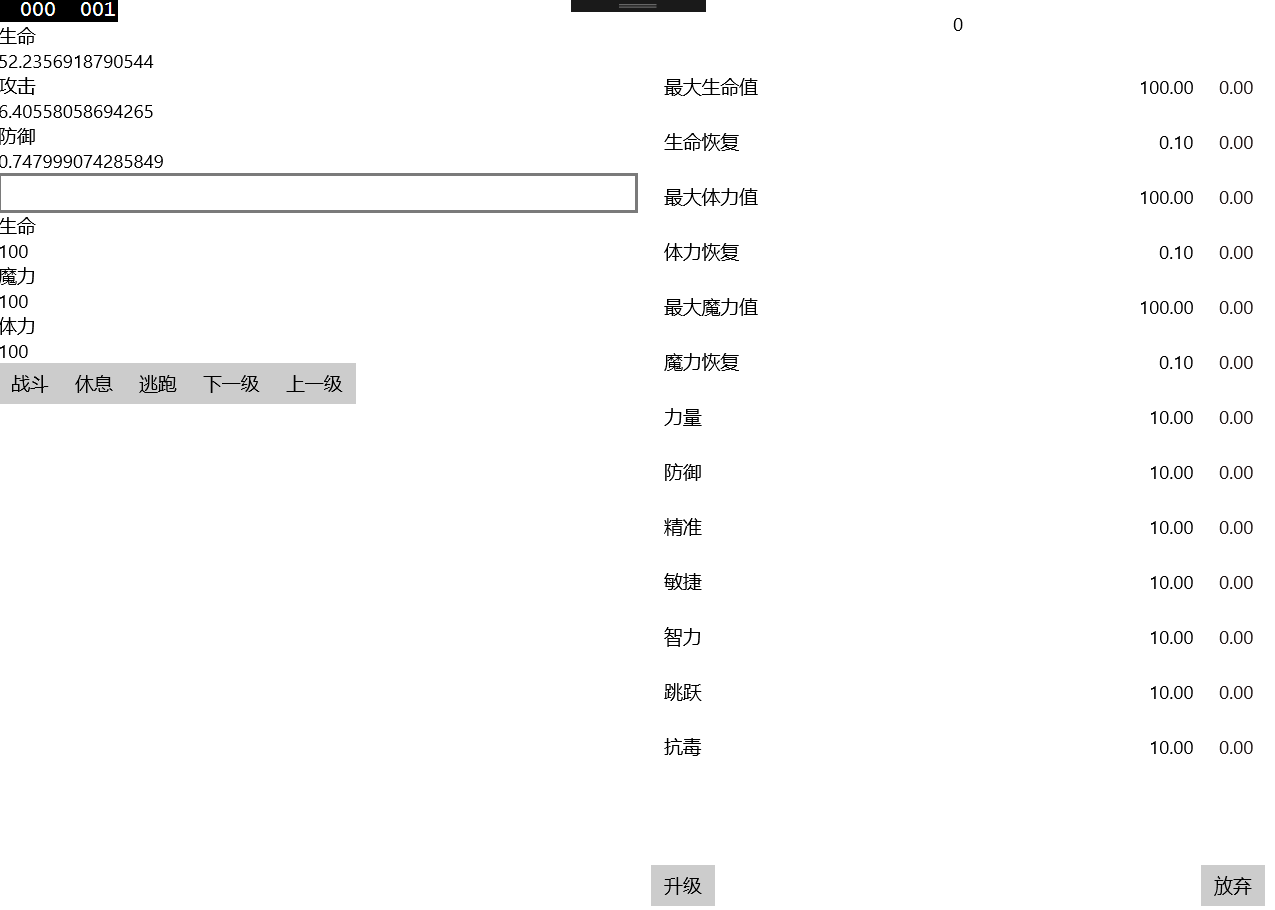 000 001
生命
52.2356918790544
攻击
6.40558058694265
防御
0.747999074285849
生命
100
魔力
100
体力
100
战斗 休息 逃跑 下一级 上一级
0
最大生命值 100.00 0.00
生命恢复 0.10 0.00
最大体力值 100.00 0.00
体力恢复 0.10 0.00
最大魔力值 100.00 0.00
魔力恢复 0.10 0.00
力量 10.00 0.00
防御 10.00 0.00
精准 10.00 0.00
敏捷 10.00 0.00
智力 10.00 0.00
跳跃 10.00 0.00
抗毒 10.00 0.00
升级 放弃